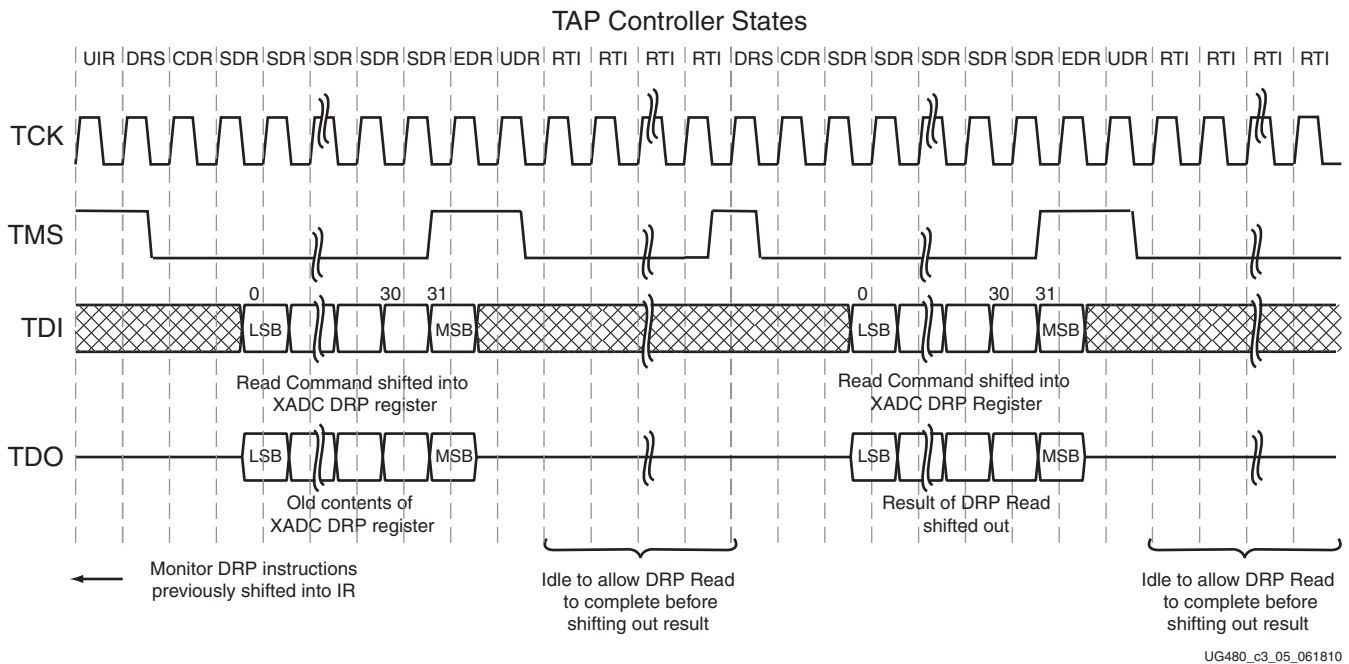 TAP Controller States
UIR DRS CDR SDR SDR SDR SDR SDR EDR UDR RTI RTI RTI RTI DRS CDR SDR SDR SDR SDR SDR EDR UDR RTI RTI RTI RTI
TCK
TMS
0 30 31 0 30 31
TDI LSB MSB LSB MSB
Read Command shifted into
XADC DRP register
Read Command shifted into
XADC DRP Register
TDO LSB MSB LSB MSB
Old contents of
XADC DRP register
Result of DRP Read
shifted out
Monitor DRP instructions
previously shifted into IR
Idle to allow DRP Read
to complete before
shifting out result
Idle to allow DRP Read
to complete before
shifting out result
UG480_c3_05_061810